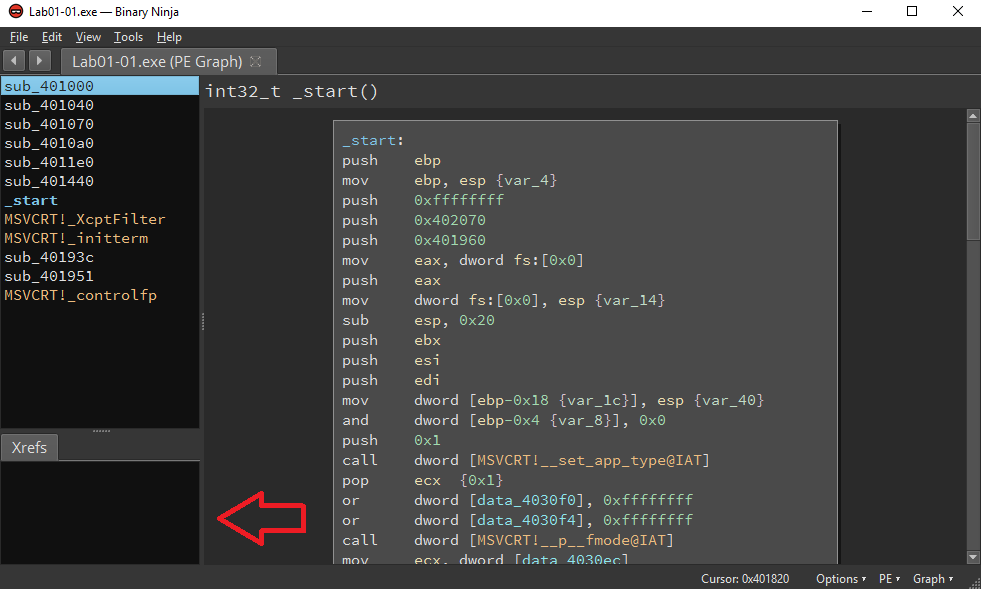 Lab01-01.exe — Binary Ninja
File Edit View Tools Help
Lab01-01.exe (PE Graph)
sub_401000
sub_401040
sub_401070
sub_4010a0
sub_4011e0
sub_401440
_start
MSVCRT!_XcptFilter
MSVCRT!_initterm
sub_40193c
sub_401951
MSVCRT!_controlfp
Xrefs
int32_t _start()
_start:
push ebp
mov ebp, esp {var_4}
push 0xffffffff
push 0x402070
push 0x401960
mov eax, dword fs:[0x0]
push eax
mov dword fs:[0x0], esp {var_14}
sub esp, 0x20
push ebx
push esi
push edi
mov dword [ebp-0x18 {var_1c}], esp {var_40}
and dword [ebp-0x4 {var_8}], 0x0
push 0x1
call dword [MSVCRT!__set_app_type@IAT]
pop ecx {0x1}
or dword [data_4030f0], 0xffffffff
or dword [data_4030f4], 0xffffffff
call dword [MSVCRT!__p__fmode@IAT]
mov ecx, dword [data_4030ec]
Cursor: 0x401820 Options PE Graph